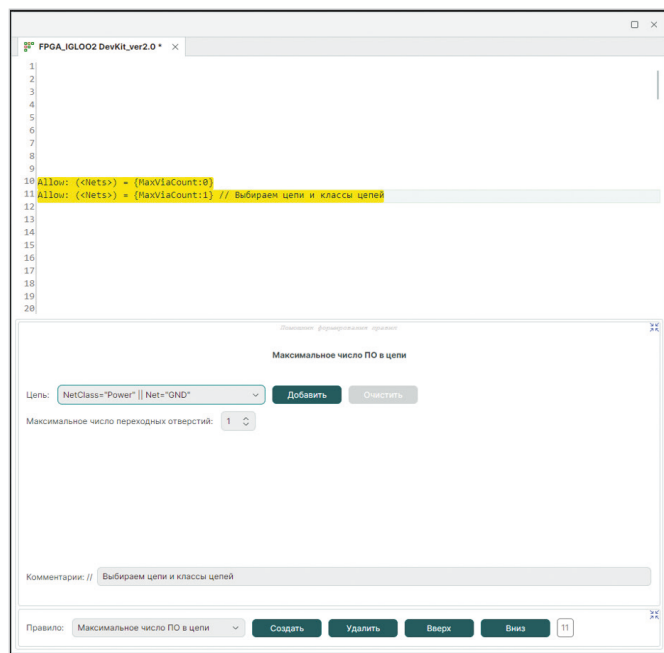 FPGA_IGLOO2 DevKit_ver2.0 *
1
2
3
4
5
6
7
8
9
10 Allow: (<Nets>) = {MaxViaCount:0}
11 Allow: (<Nets>) = {MaxViaCount:1} // Выбираем цепи и классы цепей
12
13
14
15
16
17
18
19
20
Помощник формирования правил
Максимальное число ПО в цепи
Цепь: NetClass="Power" || Net="GND" Добавить Очистить
Максимальное число переходных отверстий: 1
Комментарии: // Выбираем цепи и классы цепей
Правило: Максимальное число ПО в цепи Создать Удалить Вверх Вниз 11